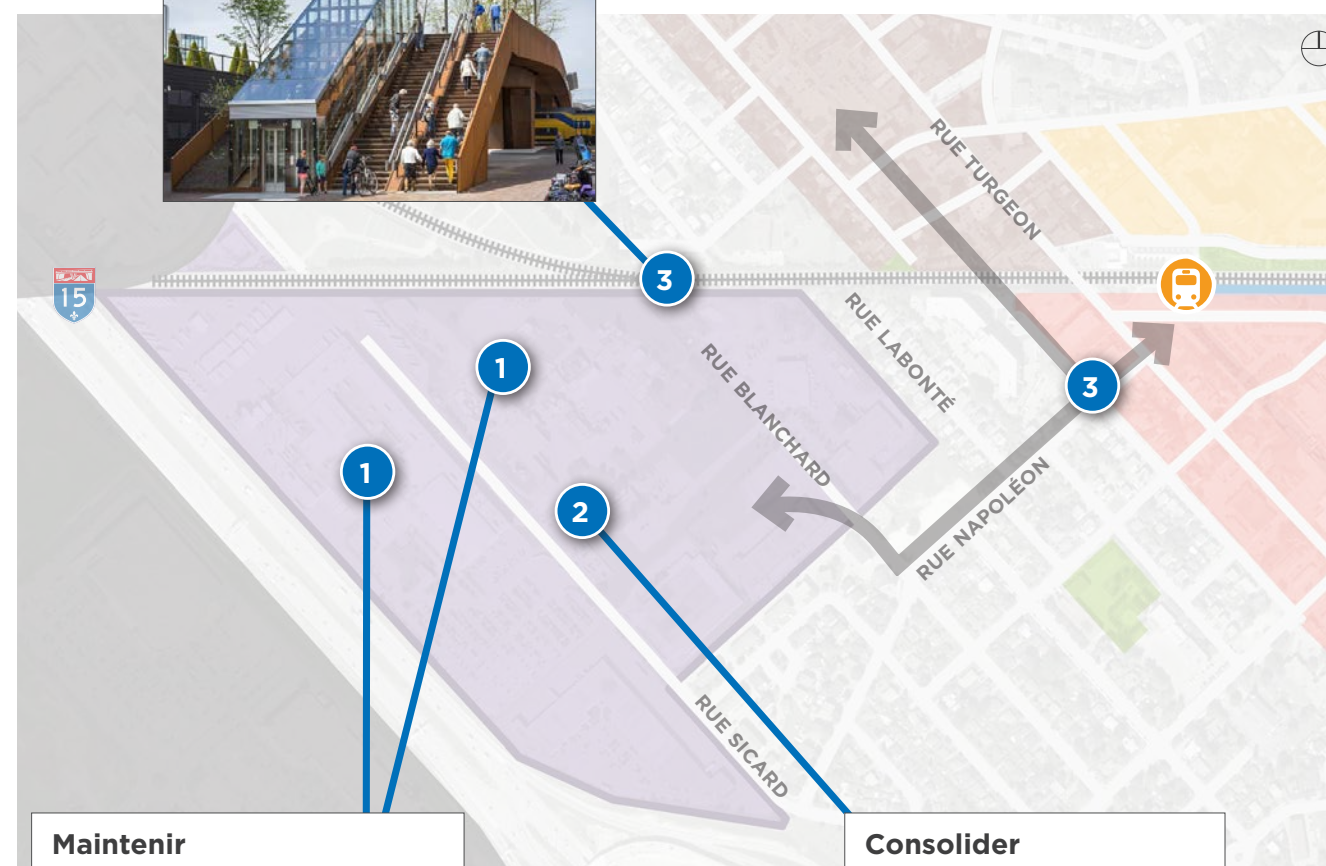 RUE TURGEON
15
3
RUE LABONTÉ
1
RUE BLANCHARD
3
1
2
RUE NAPOLÉON
RUE SICARD
Maintenir
Consolider